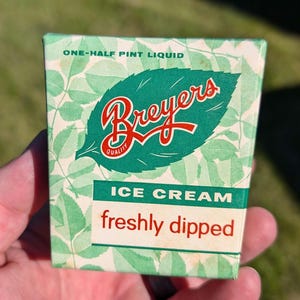 ONE-HALF PINT LIQUID
Breyers
QUALITY
ICE CREAM
freshly dipped